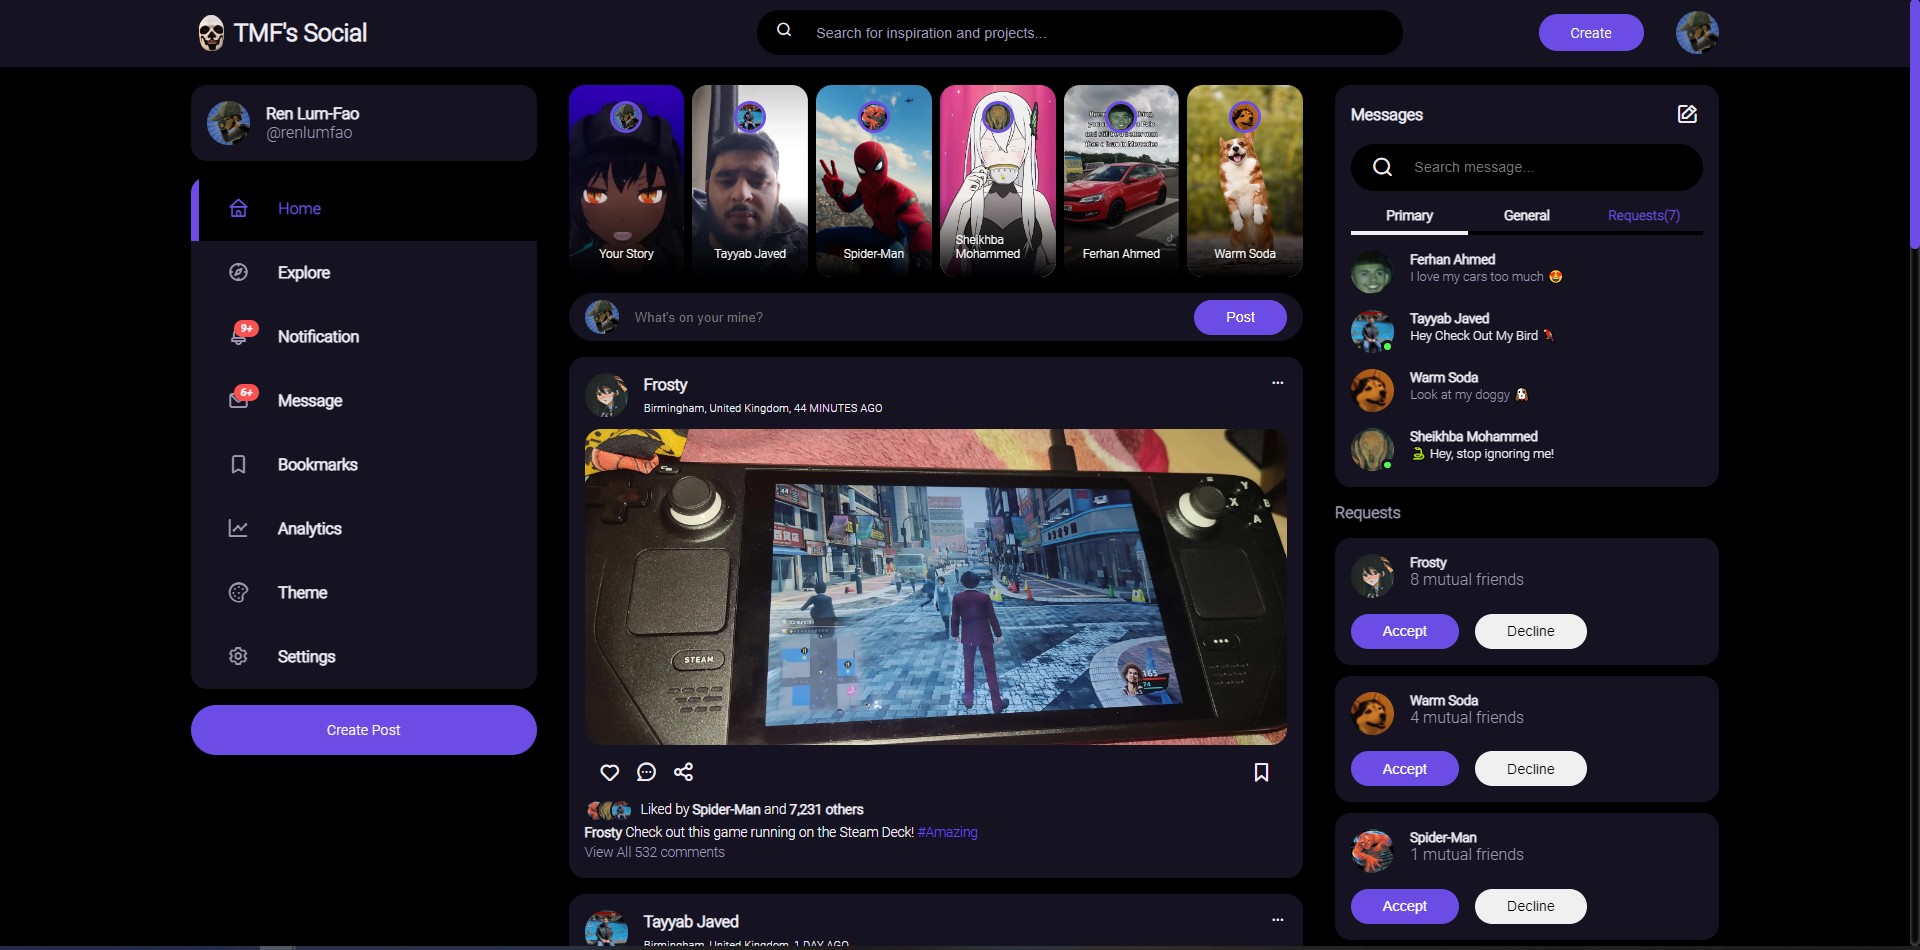 TMF's Social
Search for inspiration and projects...
Create
Ren Lum-Fao
@renlumfao
Home
Explore
9+
Notification
6+
Message
Bookmarks
Analytics
Theme
Settings
Create Post
Your Story
Tayyab Javed
Spider-Man
Sheikhba
Mohammed
than a bum in Mercedes
Ferhan Ahmed
Warm Soda
What's on your mine?
Post
Frosty
Birmingham, United Kingdom, 44 MINUTES AGO
44
Y
X
B
A
STEAM
165
74
Liked by Spider-Man and 7,231 others
Frosty Check out this game running on the Steam Deck! #Amazing
View All 532 comments
Tayyab Javed
Birmingham, United Kingdom, 1 DAY AGO
Messages
Search message...
Primary
General
Requests(7)
Ferhan Ahmed
I love my cars too much 😍
Tayyab Javed
Hey Check Out My Bird 🦜
Warm Soda
Look at my doggy 🐶
Sheikhba Mohammed
🐍 Hey, stop ignoring me!
Requests
Frosty
8 mutual friends
Accept
Decline
Warm Soda
4 mutual friends
Accept
Decline
Spider-Man
1 mutual friends
Accept
Decline